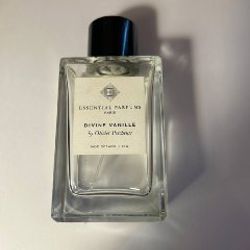 ESSENTIAL PARFUMS
PARIS
DIVINE VANILLE
by Olivier Pescheux